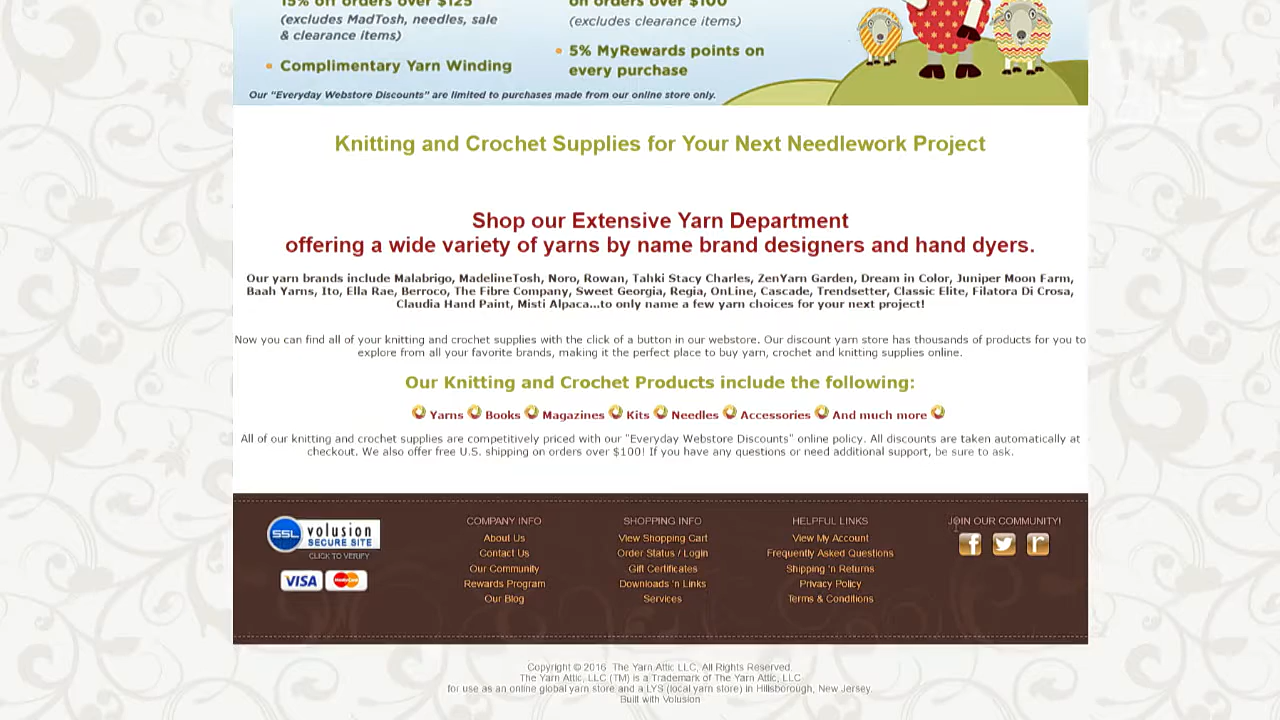 15% off orders over $125
(excludes MadTosh, needles, sale
& clearance items)
Complimentary Yarn Winding
on orders over $100
(excludes clearance items)
5% MyRewards points on
every purchase
Our "Everyday Webstore Discounts" are limited to purchases made from our online store only.
Knitting and Crochet Supplies for Your Next Needlework Project
Shop our Extensive Yarn Department
offering a wide variety of yarns by name brand designers and hand dyers.
Our yarn brands include Malabrigo, MadelineTosh, Noro, Rowan, Tahki Stacy Charles, ZenYarn Garden, Dream in Color, Juniper Moon Farm,
Baah Yarns, Ito, Ella Rae, Berroco, The Fibre Company, Sweet Georgia, Regia, OnLine, Cascade, Trendsetter, Classic Elite, Filatora Di Crosa,
Claudia Hand Paint, Misti Alpaca...to only name a few yarn choices for your next project!
Now you can find all of your knitting and crochet supplies with the click of a button in our webstore. Our discount yarn store has thousands of products for you to
explore from all your favorite brands, making it the perfect place to buy yarn, crochet and knitting supplies online.
Our Knitting and Crochet Products include the following:
Yarns Books Magazines Kits Needles Accessories And much more
All of our knitting and crochet supplies are competitively priced with our "Everyday Webstore Discounts" online policy. All discounts are taken automatically at
checkout. We also offer free U.S. shipping on orders over $100! If you have any questions or need additional support, be sure to ask.
SSL volusion
SECURE SITE
CLICK TO VERIFY
VISA MasterCard
COMPANY INFO
About Us
Contact Us
Our Community
Rewards Program
Our Blog
SHOPPING INFO
View Shopping Cart
Order Status / Login
Gift Certificates
Downloads 'n Links
Services
HELPFUL LINKS
View My Account
Frequently Asked Questions
Shipping 'n Returns
Privacy Policy
Terms & Conditions
JOIN OUR COMMUNITY!
Copyright © 2016 The Yarn Attic LLC, All Rights Reserved.
The Yarn Attic, LLC (TM) is a Trademark of The Yarn Attic, LLC
for use as an online global yarn store and a LYS (local yarn store) in Hillsborough, New Jersey.
Built with Volusion